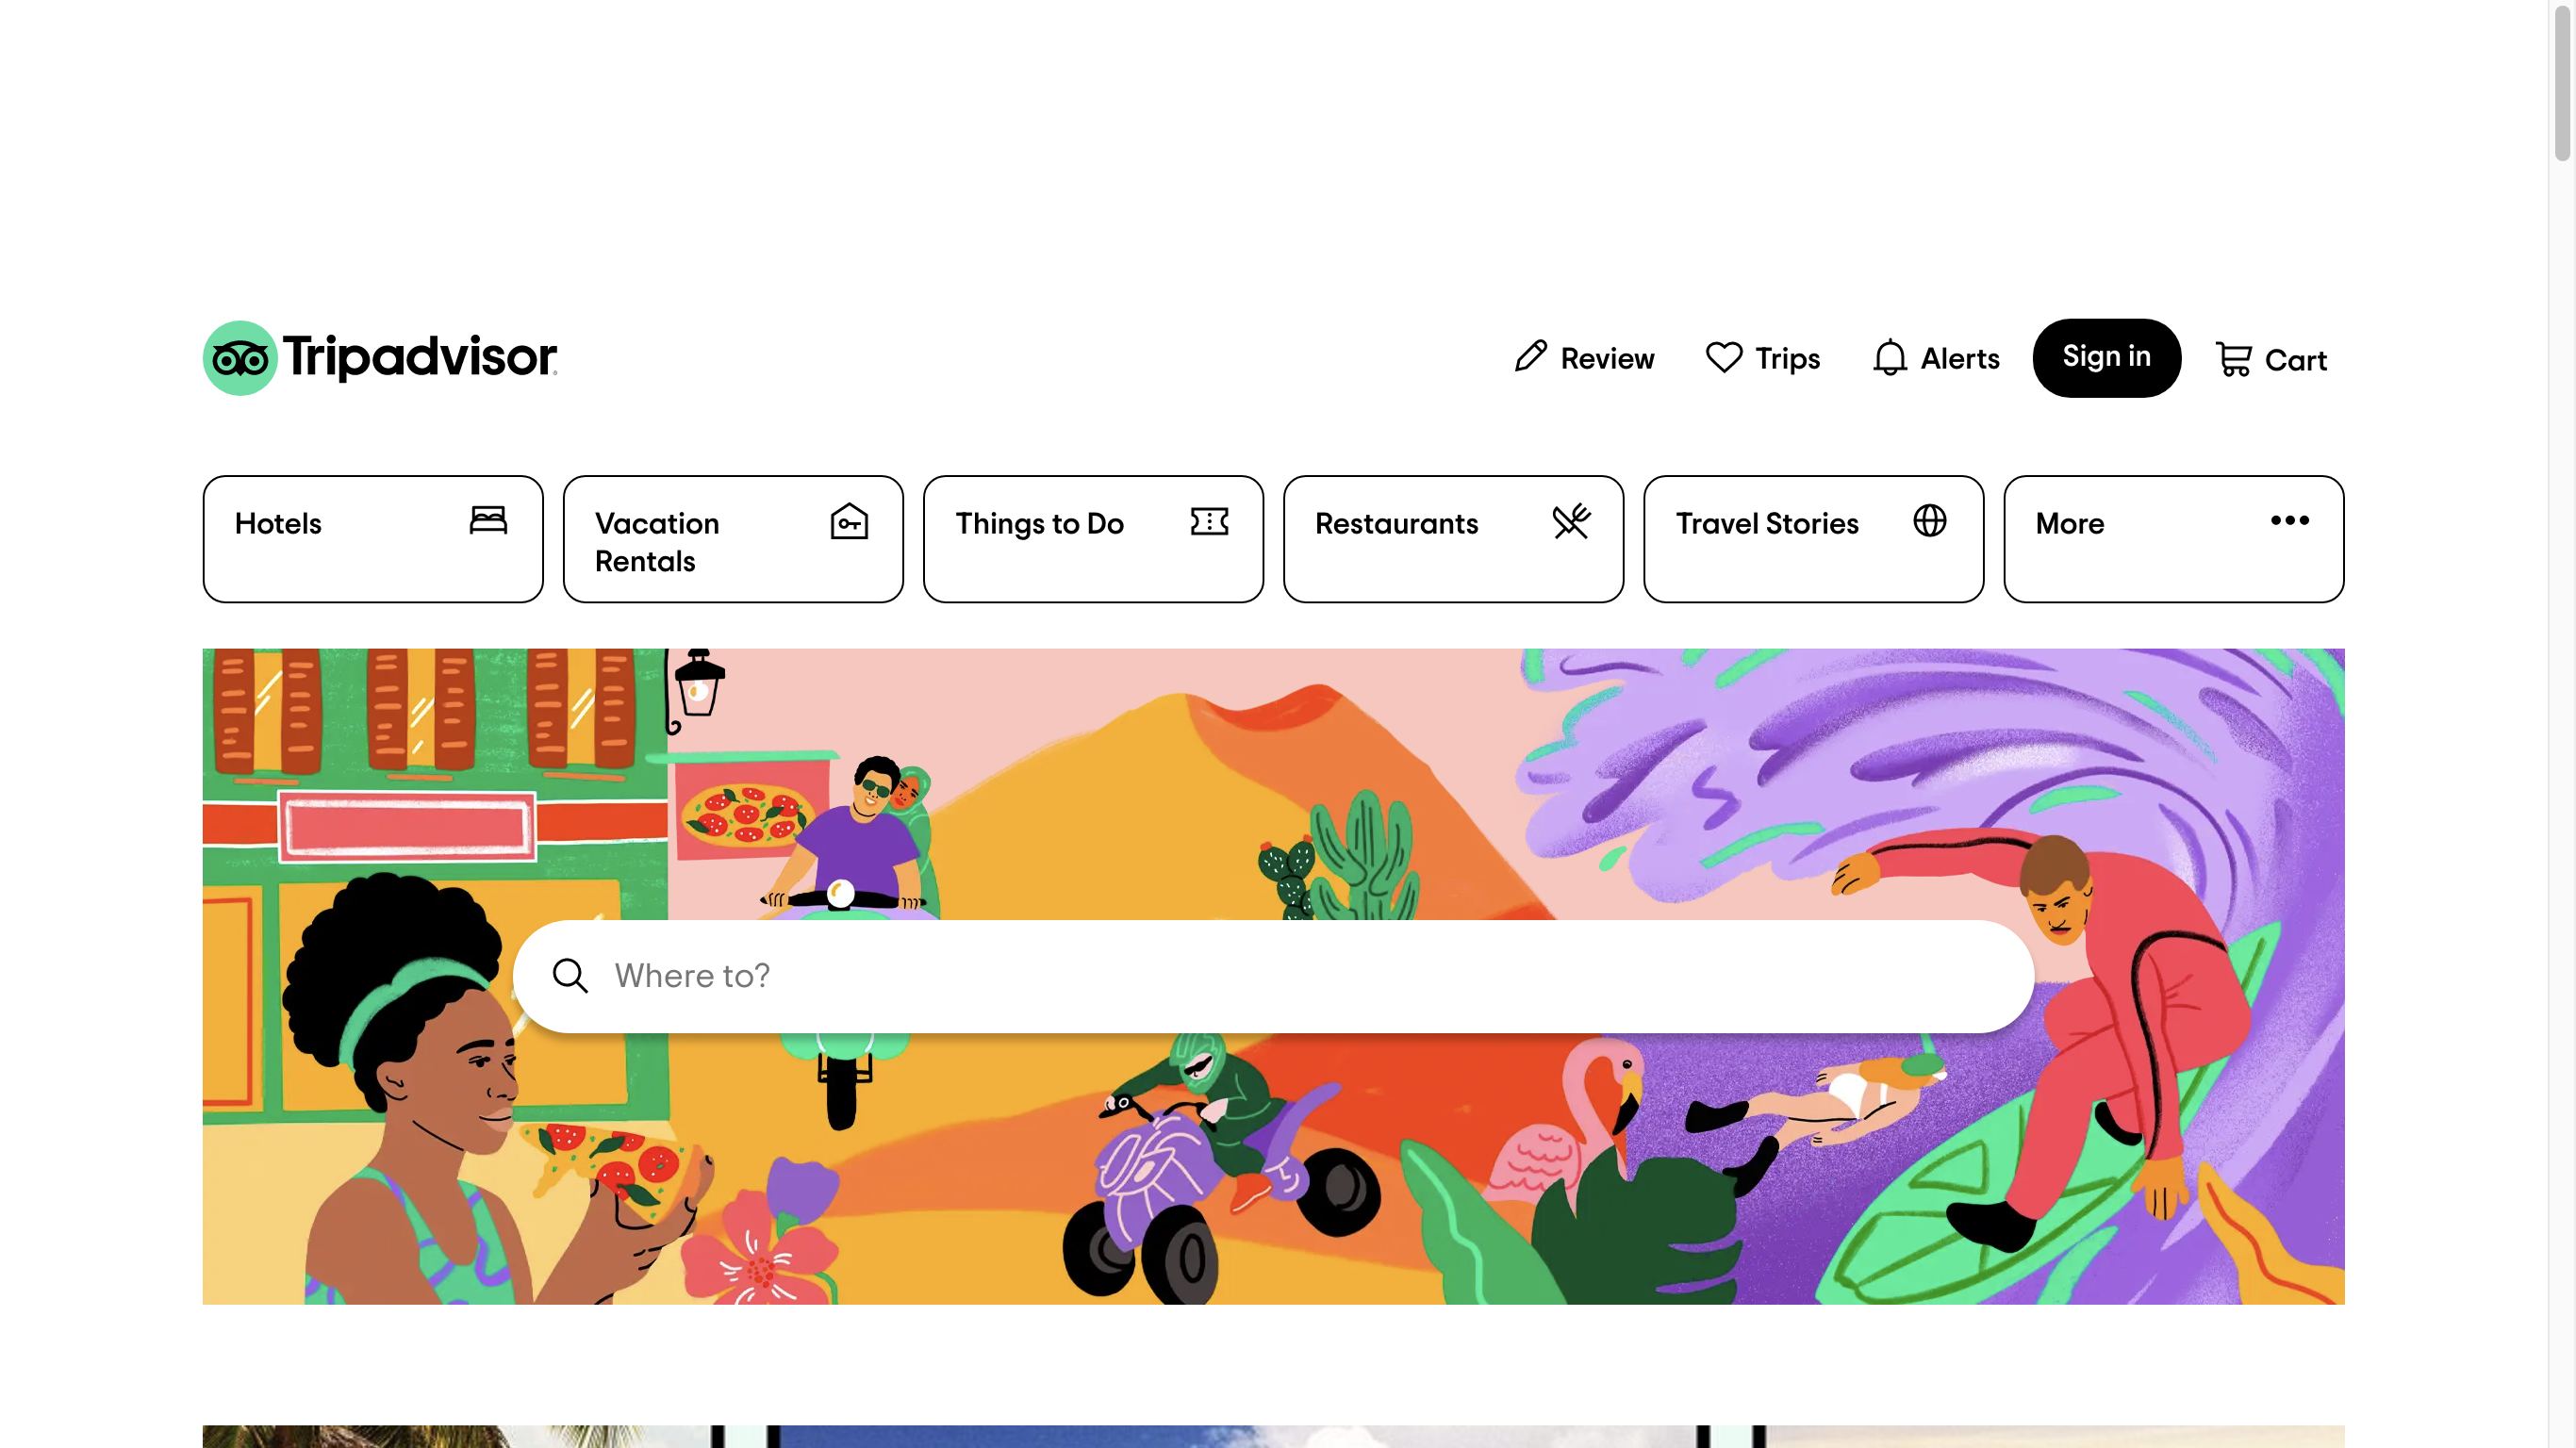 Tripadvisor
Review
Trips
Alerts
Sign in
Cart
Hotels
Vacation
Rentals
Things to Do
Restaurants
Travel Stories
More
Where to?